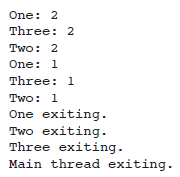 One: 2
Three: 2
Two: 2
One: 1
Three: 1
Two: 1
One exiting.
Two exiting.
Three exiting.
Main thread exiting.